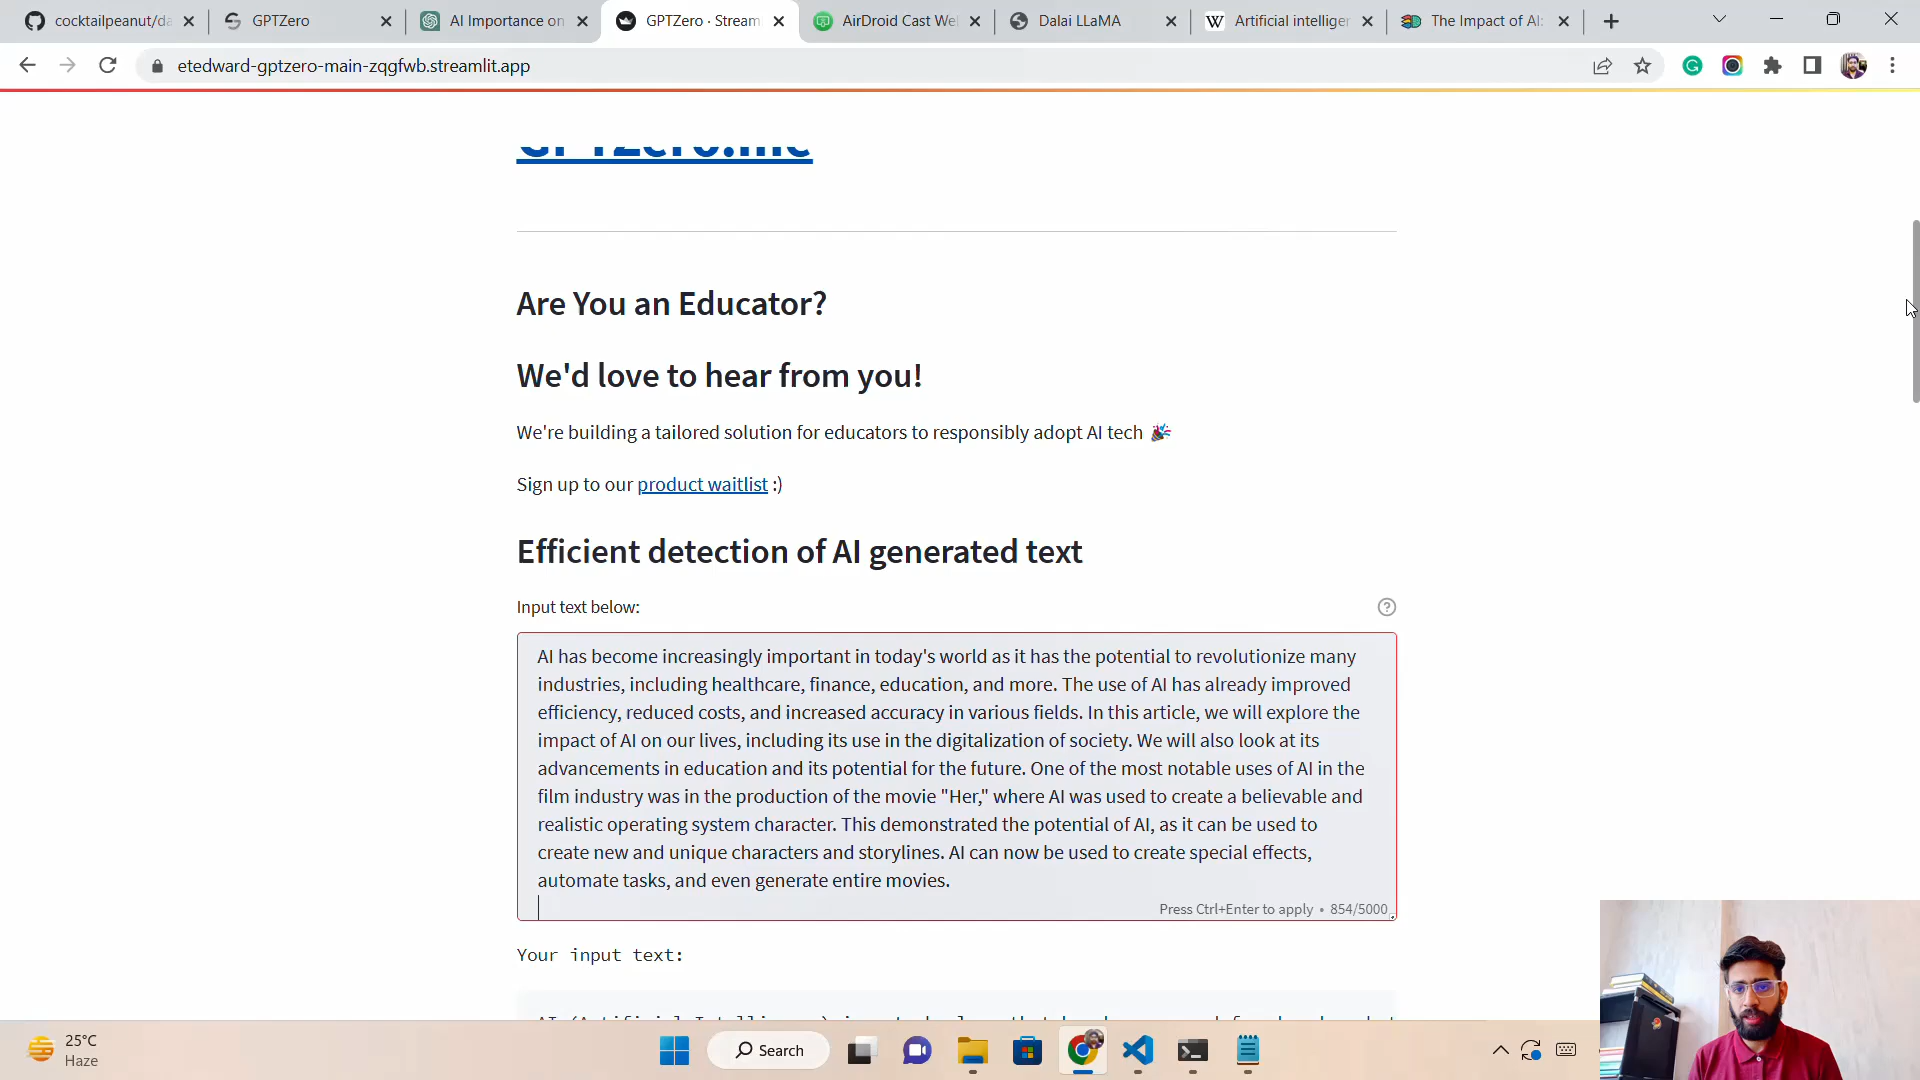 cocktailpeanut/da
GPTZero
AI Importance on
GPTZero · Stream
AirDroid Cast We
Dalai LLaMA
Artificial intelliger
The Impact of AI:
etedward-gptzero-main-zqgfwb.streamlit.app
GPTZero.me
Are You an Educator?
We'd love to hear from you!
We're building a tailored solution for educators to responsibly adopt AI tech 🎉
Sign up to our product waitlist :)
Efficient detection of AI generated text
Input text below:
AI has become increasingly important in today's world as it has the potential to revolutionize many
industries, including healthcare, finance, education, and more. The use of AI has already improved
efficiency, reduced costs, and increased accuracy in various fields. In this article, we will explore the
impact of AI on our lives, including its use in the digitalization of society. We will also look at its
advancements in education and its potential for the future. One of the most notable uses of AI in the
film industry was in the production of the movie "Her," where AI was used to create a believable and
realistic operating system character. This demonstrated the potential of AI, as it can be used to
create new and unique characters and storylines. AI can now be used to create special effects,
automate tasks, and even generate entire movies.
Press Ctrl+Enter to apply • 854/5000
Your input text:
25°C
Haze
Search